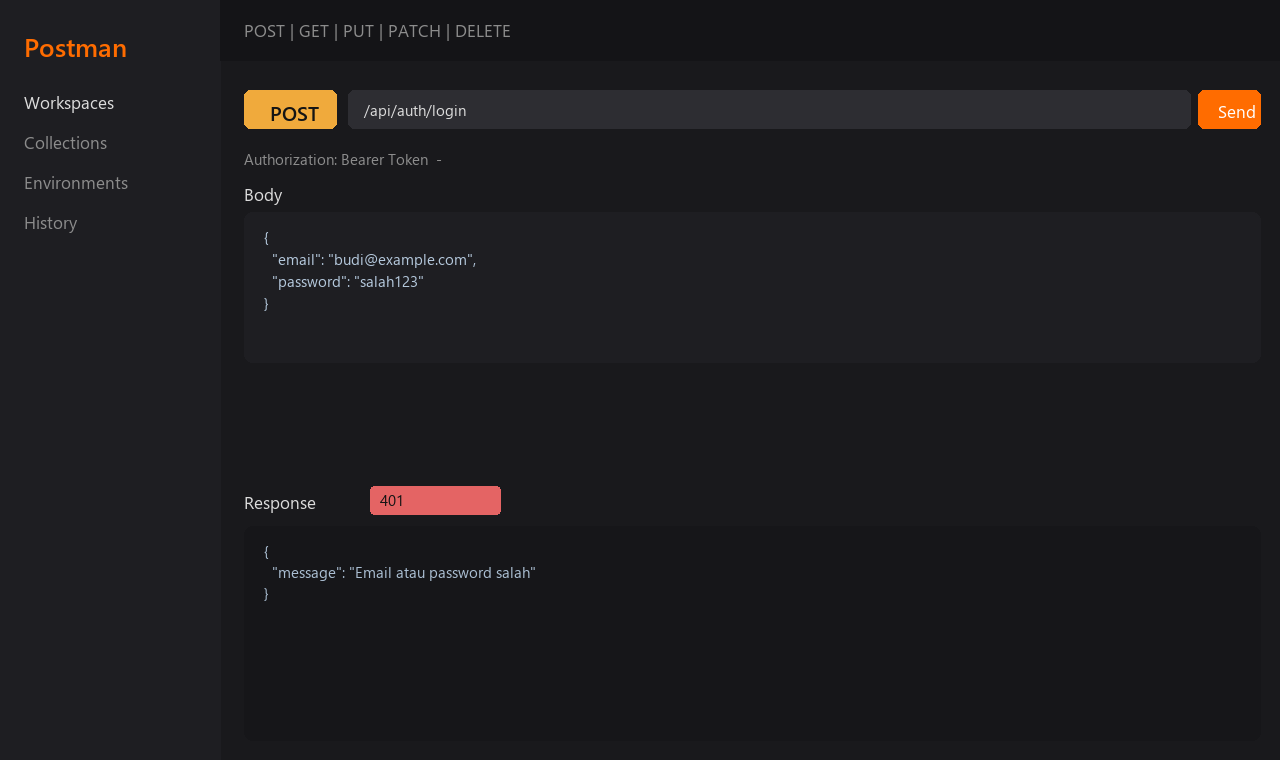 Postman
Workspaces
Collections
Environments
History
POST | GET | PUT | PATCH | DELETE
POST
/api/auth/login
Send
Authorization: Bearer Token -
Body
{
"email": "budi@example.com",
"password": "salah123"
}
Response
401
{
"message": "Email atau password salah"
}